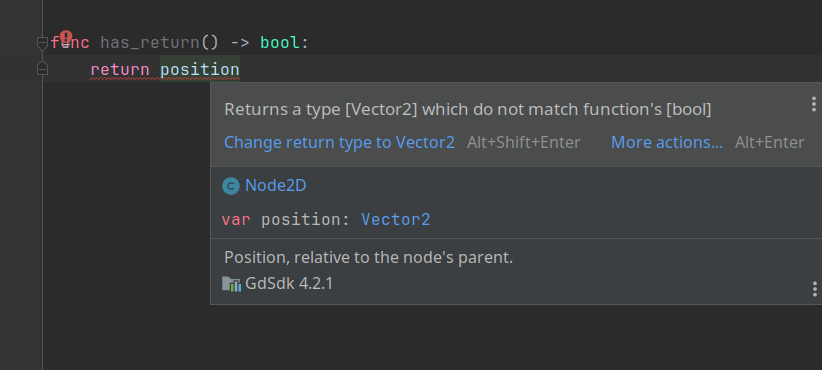 func has_return() -> bool:
return position
Returns a type [Vector2] which do not match function's [bool]
Change return type to Vector2 Alt+Shift+Enter More actions... Alt+Enter
C Node2D
var position: Vector2
Position, relative to the node's parent.
GdSdk 4.2.1